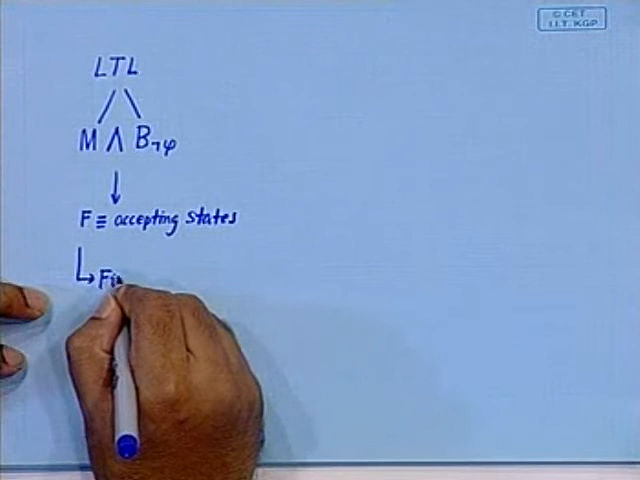 © CET
I.I.T. KGP
LTL
M ∧ B¬φ
F ≡ accepting states